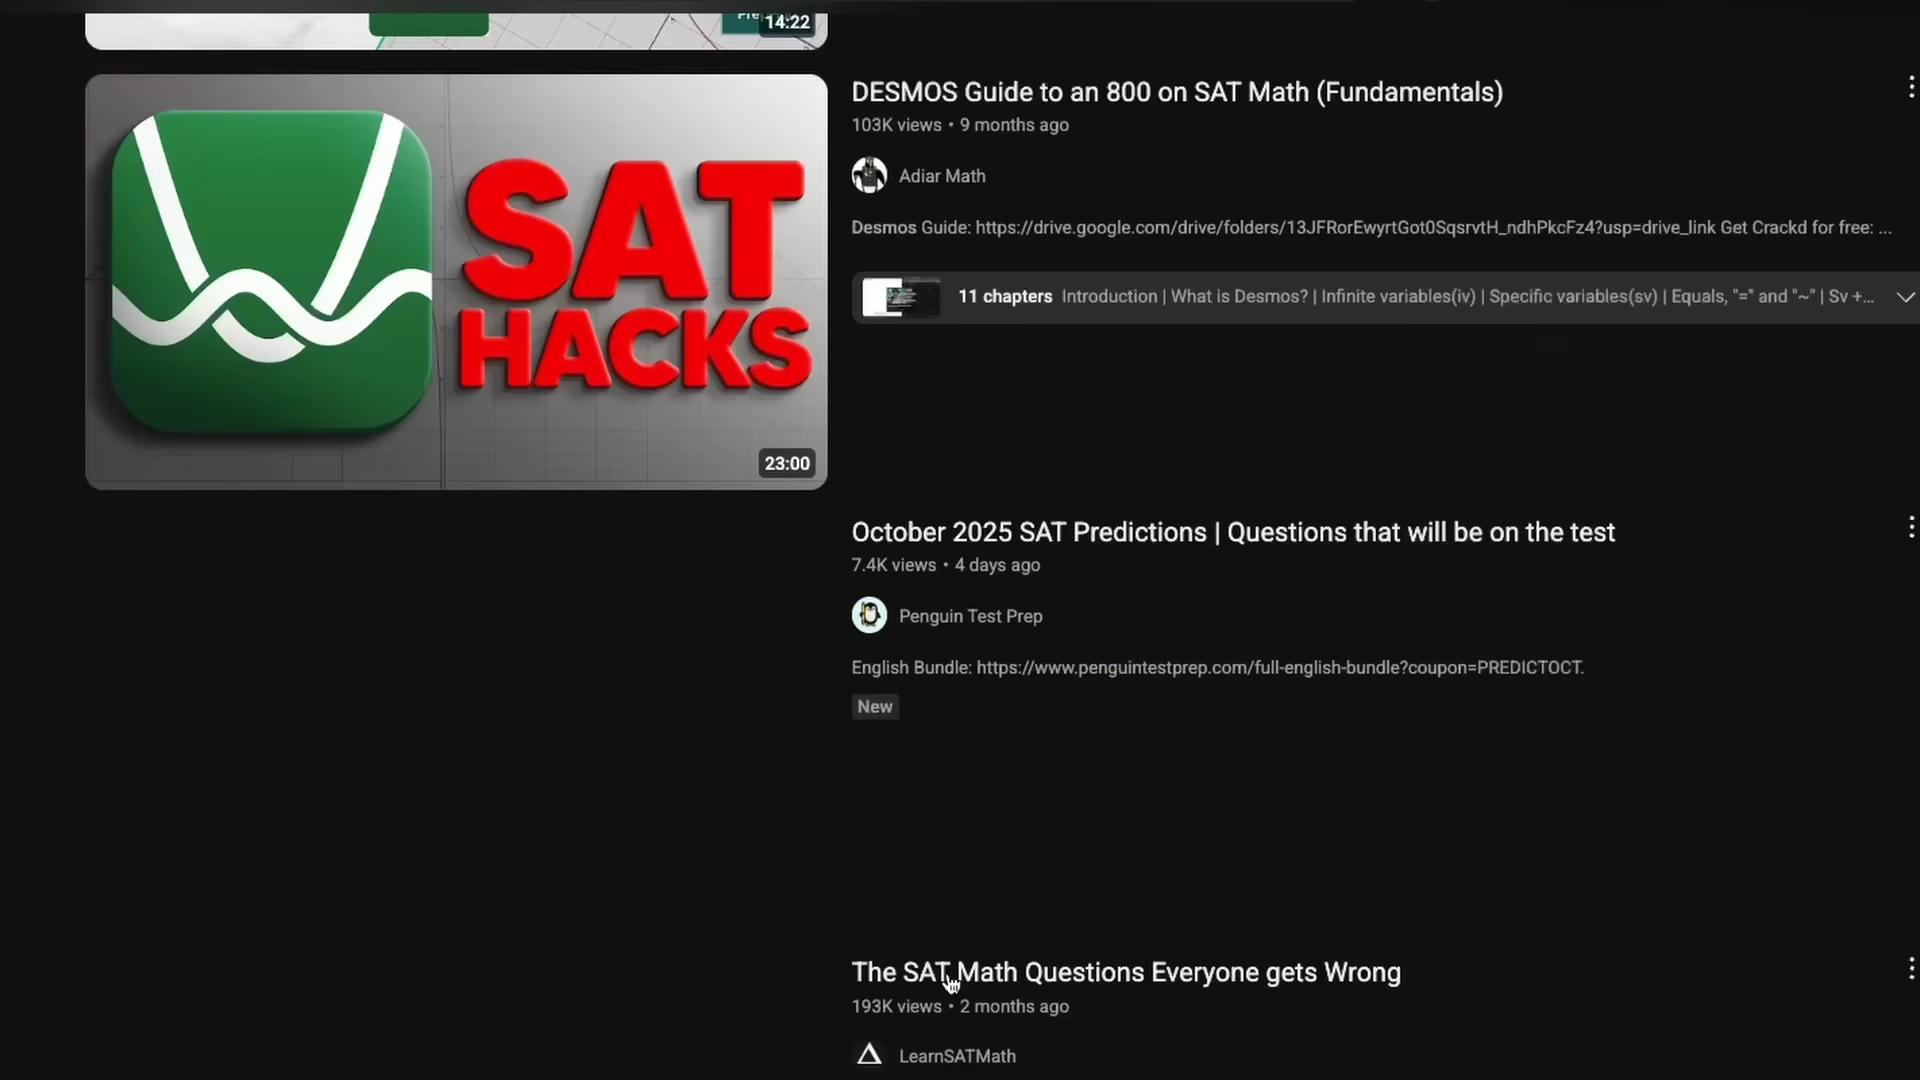 14:22
SAT
HACKS
23:00
DESMOS Guide to an 800 on SAT Math (Fundamentals)
103K views • 9 months ago
Adiar Math
Desmos Guide: https://drive.google.com/drive/folders/13JFRorEwyrtGot0SqsrvtH_ndhPkcFz4?usp=drive_link Get Crackd for free: ...
11 chapters Introduction | What is Desmos? | Infinite variables(iv) | Specific variables(sv) | Equals, "=" and "~" | Sv +...
October 2025 SAT Predictions | Questions that will be on the test
7.4K views • 4 days ago
Penguin Test Prep
English Bundle: https://www.penguintestprep.com/full-english-bundle?coupon=PREDICTOCT.
New
The SAT Math Questions Everyone gets Wrong
193K views • 2 months ago
LearnSATMath